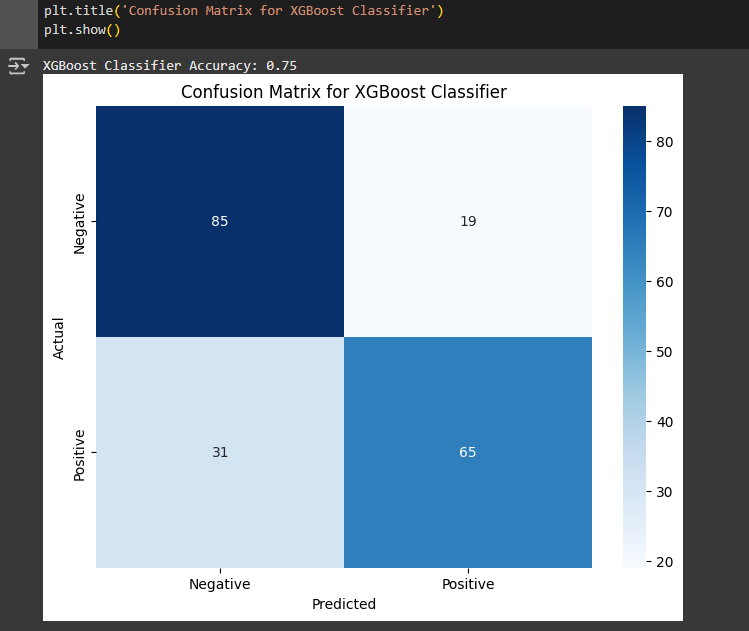 plt.title('Confusion Matrix for XGBoost Classifier')
plt.show()
XGBoost Classifier Accuracy: 0.75
Confusion Matrix for XGBoost Classifier
Actual
Negative
85
19
Positive
31
65
Negative
Positive
Predicted
80
70
60
50
40
30
20